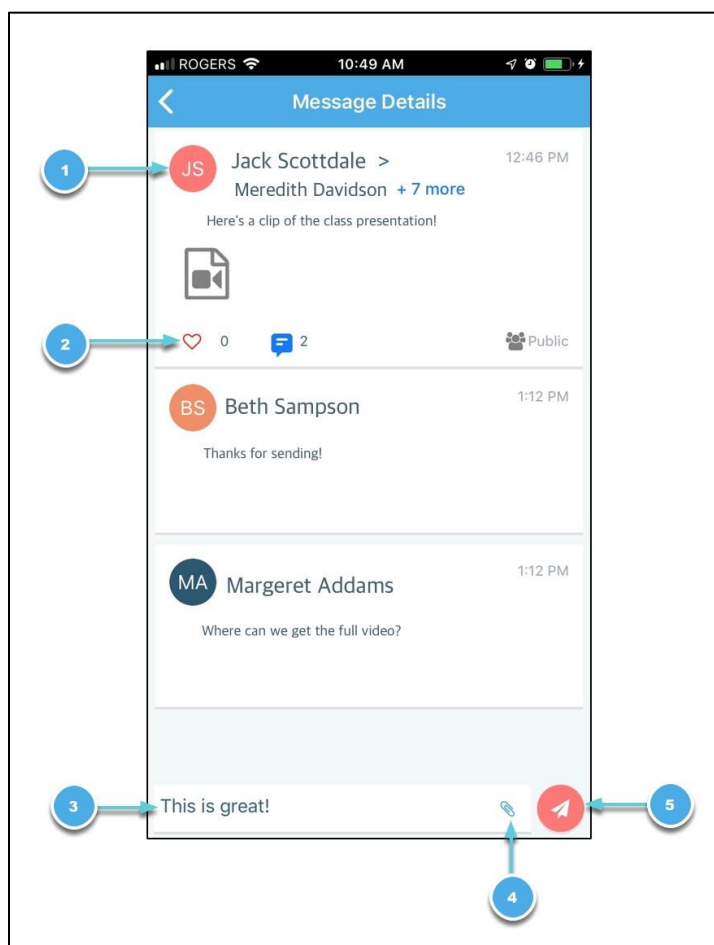 ROGERS 10:49 AM
Message Details
1
JS Jack Scottdale > 12:46 PM
Meredith Davidson + 7 more
Here's a clip of the class presentation!
2
0 2 Public
BS Beth Sampson 1:12 PM
Thanks for sending!
MA Margeret Addams 1:12 PM
Where can we get the full video?
3
This is great!
5
4